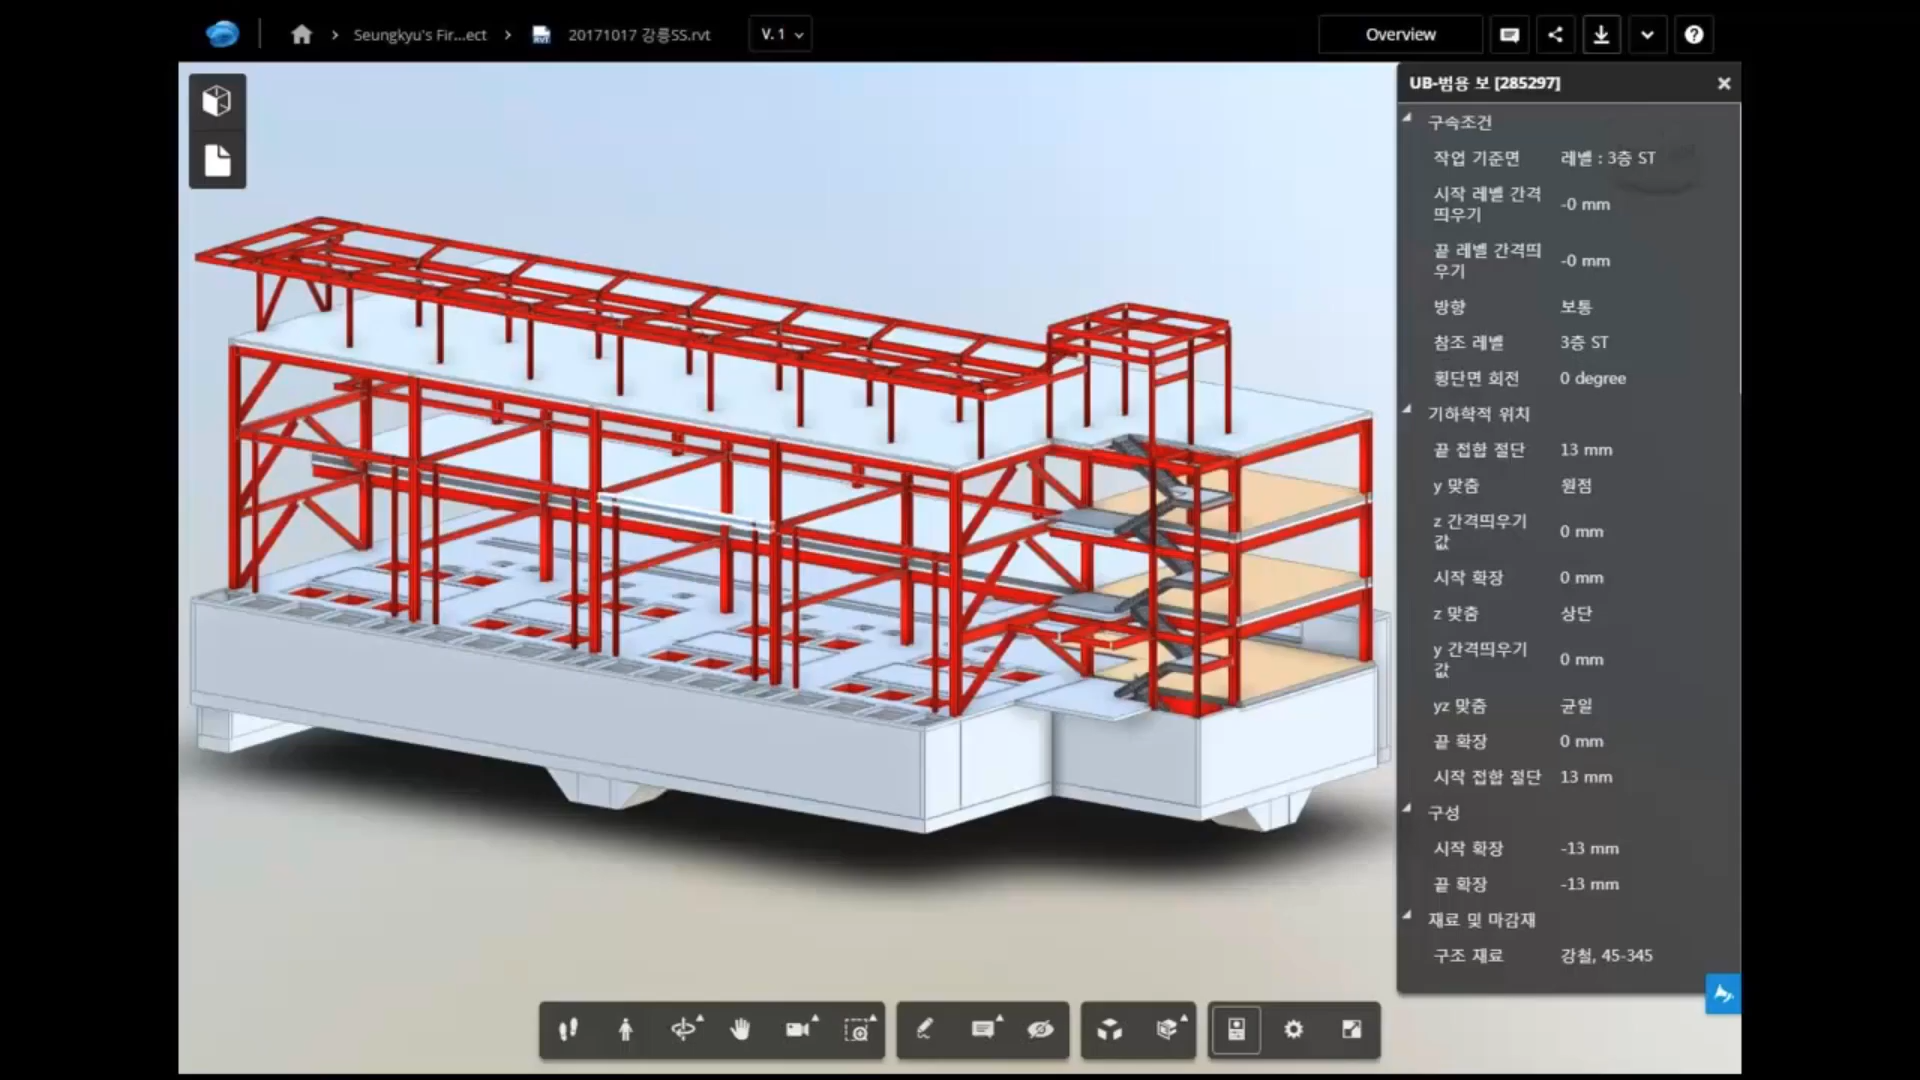 Seungkyu's Fir...ect
20171017 강릉SS.rvt
V. 1
Overview
UB-범용 보 [285297]
구속조건
작업 기준면 레벨 : 3층 ST
시작 레벨 간격
띄우기 -0 mm
끝 레벨 간격띄
우기 -0 mm
방향 보통
참조 레벨 3층 ST
횡단면 회전 0 degree
기하학적 위치
끝 접합 절단 13 mm
y 맞춤 원점
z 간격띄우기
값 0 mm
시작 확장 0 mm
z 맞춤 상단
y 간격띄우기
값 0 mm
yz 맞춤 균일
끝 확장 0 mm
시작 접합 절단 13 mm
구성
시작 확장 -13 mm
끝 확장 -13 mm
재료 및 마감재
구조 재료 강철, 45-345